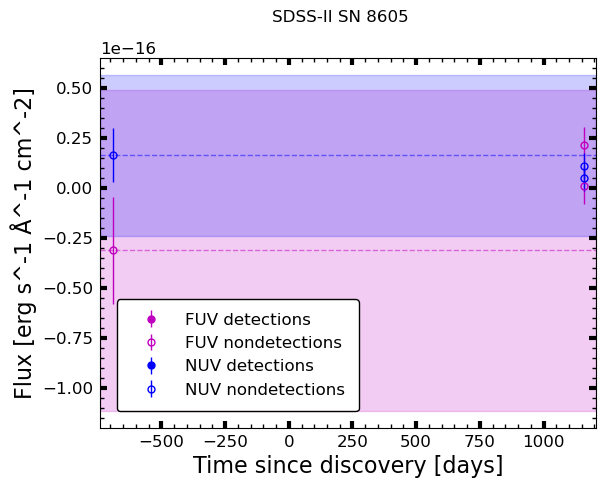 SDSS-II SN 8605
1e−16
Flux [erg s^-1 Å^-1 cm^-2]
0.50
0.25
0.00
−0.25
−0.50
−0.75
−1.00
FUV detections
FUV nondetections
NUV detections
NUV nondetections
−500 −250 0 250 500 750 1000
Time since discovery [days]